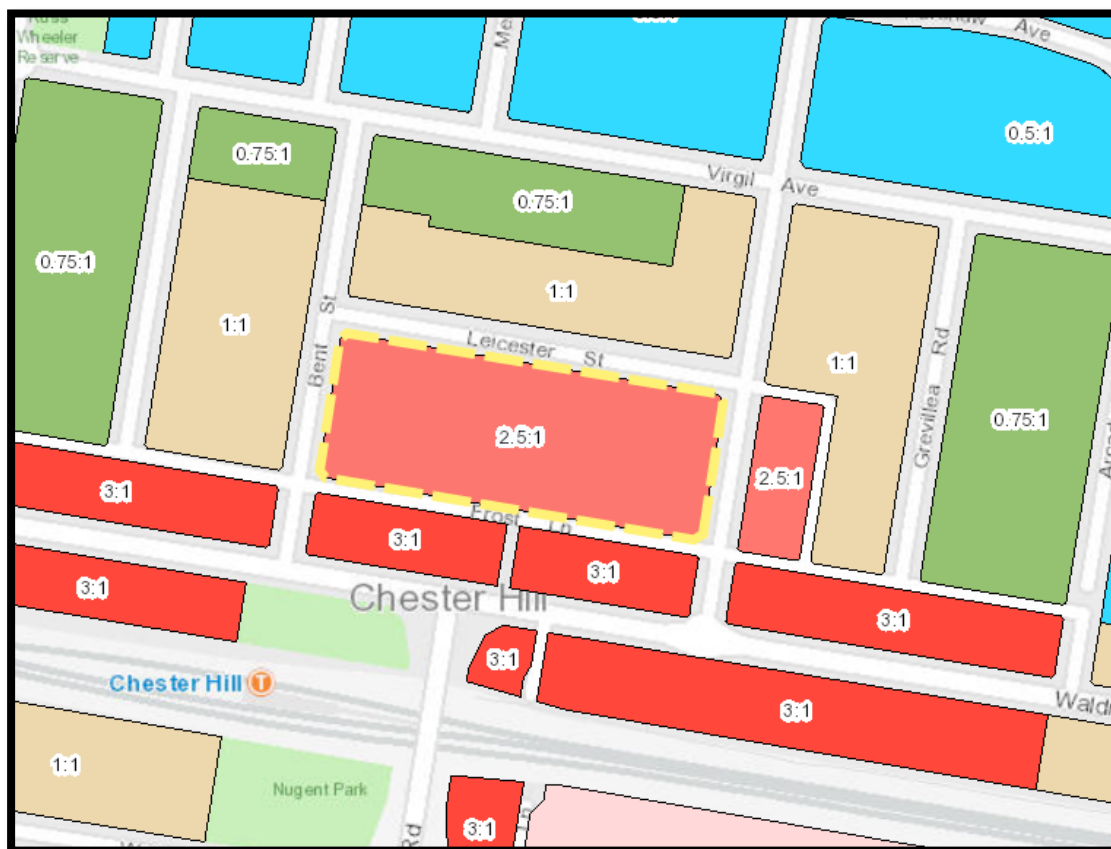 Wheeler
Reserve
Ave
0.5:1
0.75:1
Virgil Ave
0.75:1
0.75:1
1:1
1:1
St
Bent
Leicester St
1:1
Rd
Grevillea
0.75:1
2.5:1
2.5:1
3:1
Frost Ln
3:1
3:1
3:1
3:1
Chester Hill
3:1
3:1
Chester Hill T
3:1
1:1
Nugent Park
Rd
Ln
3:1